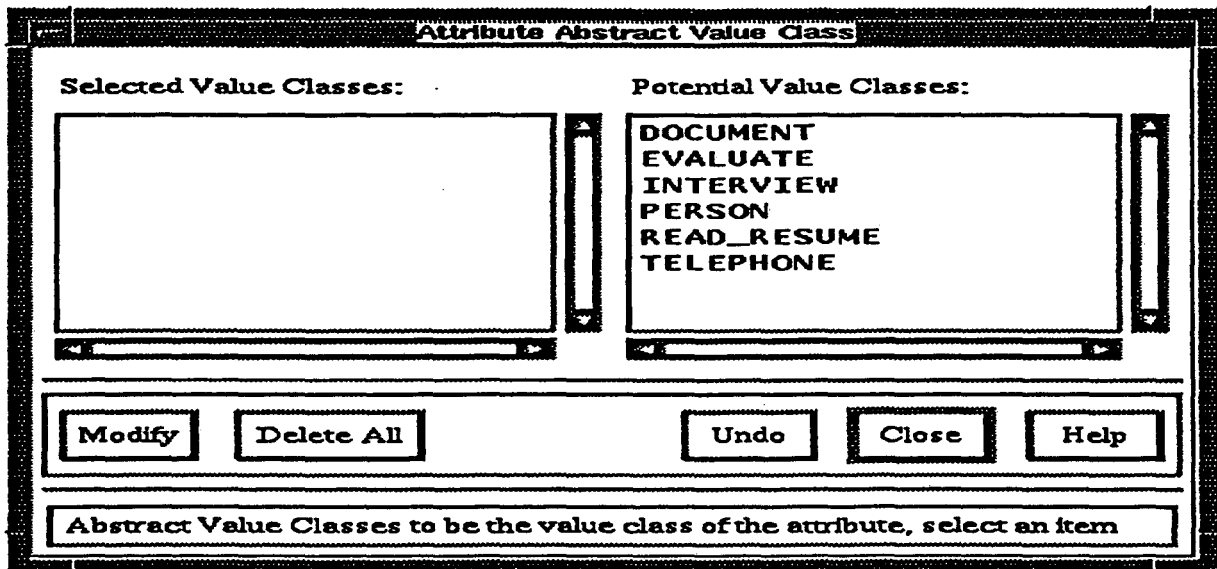 Attribute Abstract Value Class
Selected Value Classes:
Potential Value Classes:
DOCUMENT
EVALUATE
INTERVIEW
PERSON
READ_RESUME
TELEPHONE
Modify
Delete All
Undo
Close
Help
Abstract Value Classes to be the value class of the attribute, select an item